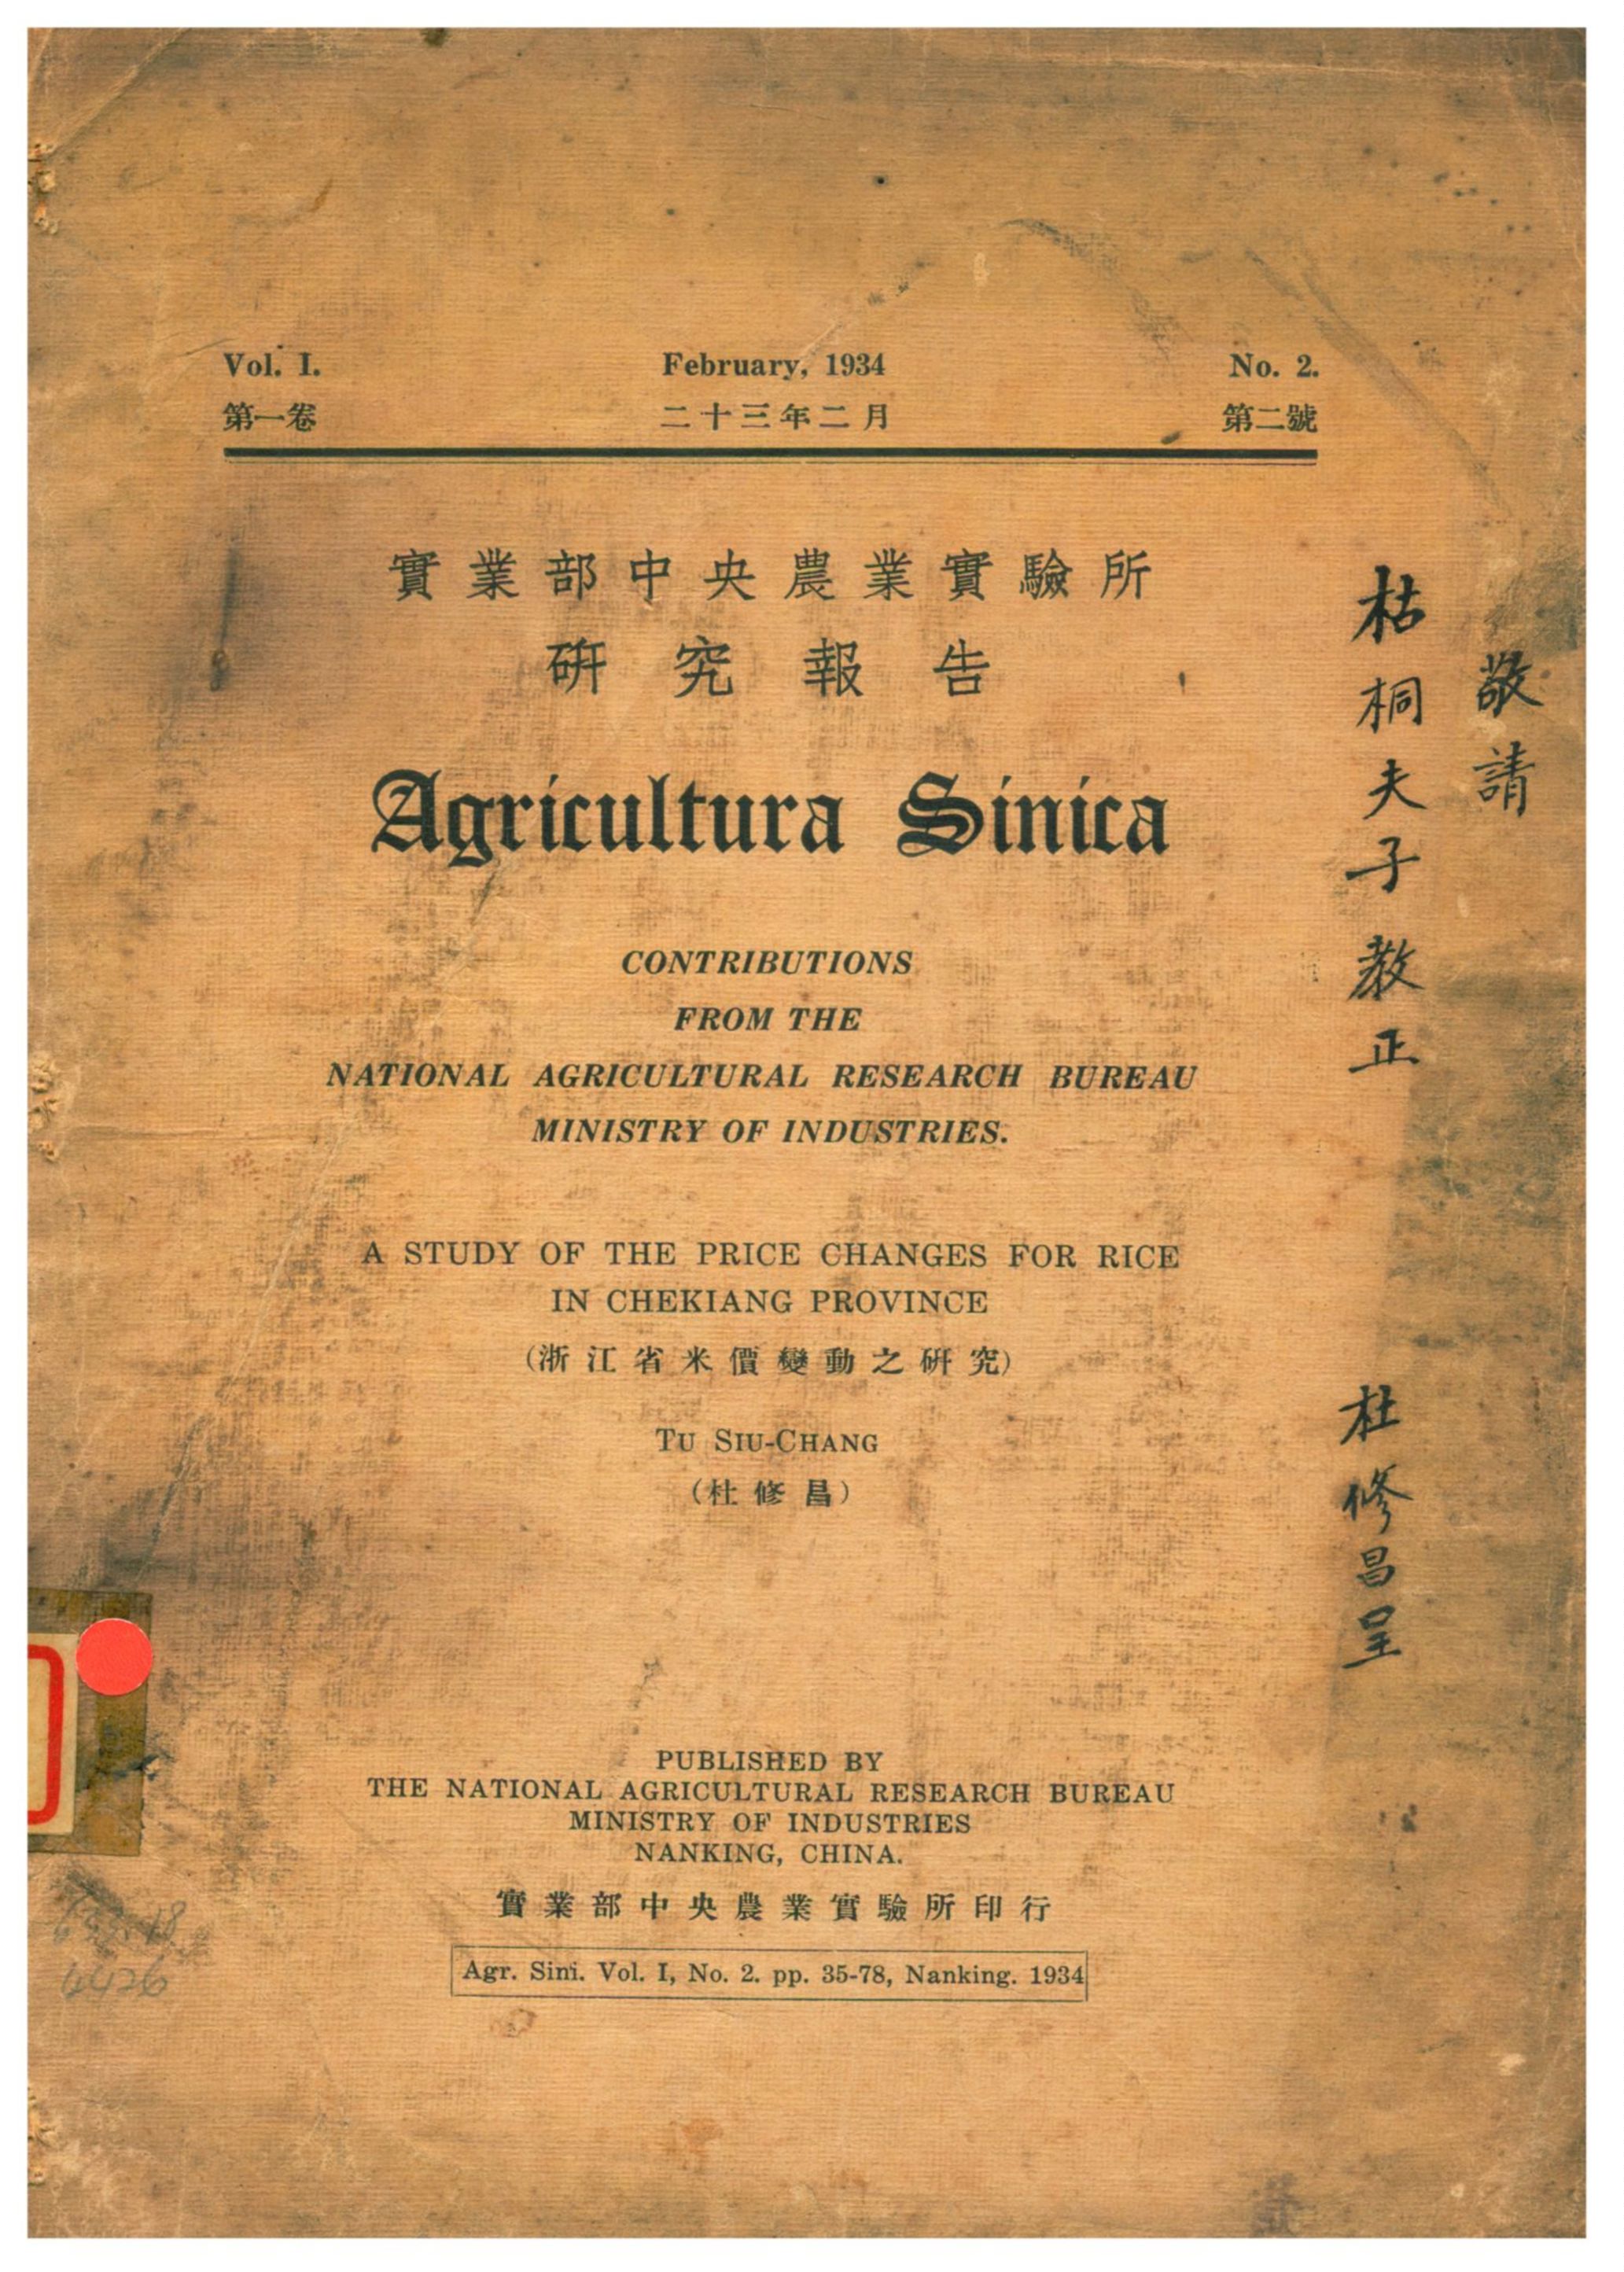 Vol. I. February, 1934 No. 2.
第一卷 二十三年二月 第二號
實業部中央農業實驗所
研究報告
Agricultura Sinica
CONTRIBUTIONS
FROM THE
NATIONAL AGRICULTURAL RESEARCH BUREAU
MINISTRY OF INDUSTRIES.
A STUDY OF THE PRICE CHANGES FOR RICE
IN CHEKIANG PROVINCE
(浙江省米價變動之研究)
TU SIU-CHANG
(杜修昌)
PUBLISHED BY
THE NATIONAL AGRICULTURAL RESEARCH BUREAU
MINISTRY OF INDUSTRIES
NANKING, CHINA.
實業部中央農業實驗所印行
Agr. Sini. Vol. I, No. 2. pp. 35-78, Nanking. 1934
敬請
枯桐夫子教正
杜修昌呈
4426